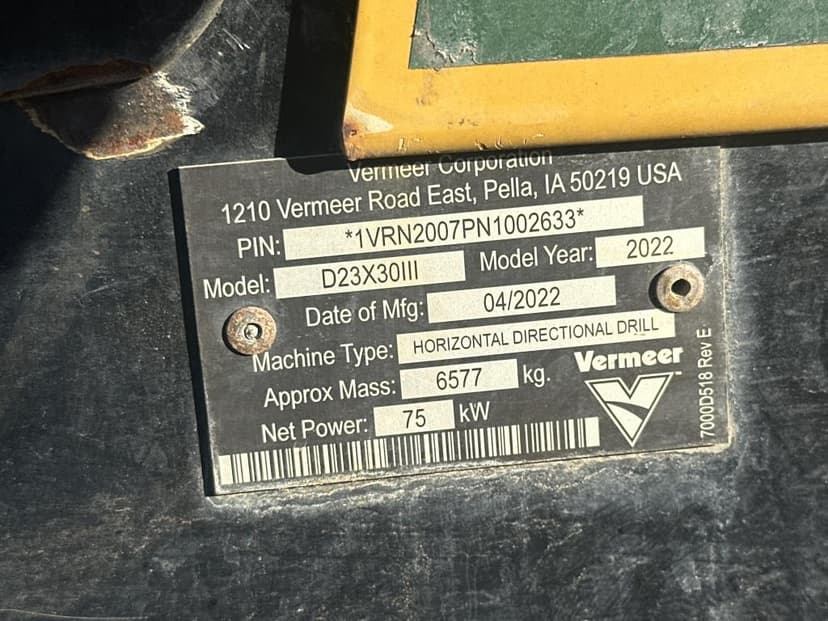 Vermeer Corporation
1210 Vermeer Road East, Pella, IA 50219 USA
PIN: *1VRN2007PN1002633*
Model: D23X30III Model Year: 2022
Date of Mfg: 04/2022
Machine Type: HORIZONTAL DIRECTIONAL DRILL
Approx Mass: 6577 kg.
Net Power: 75 kW
Vermeer™
7000D518 Rev E